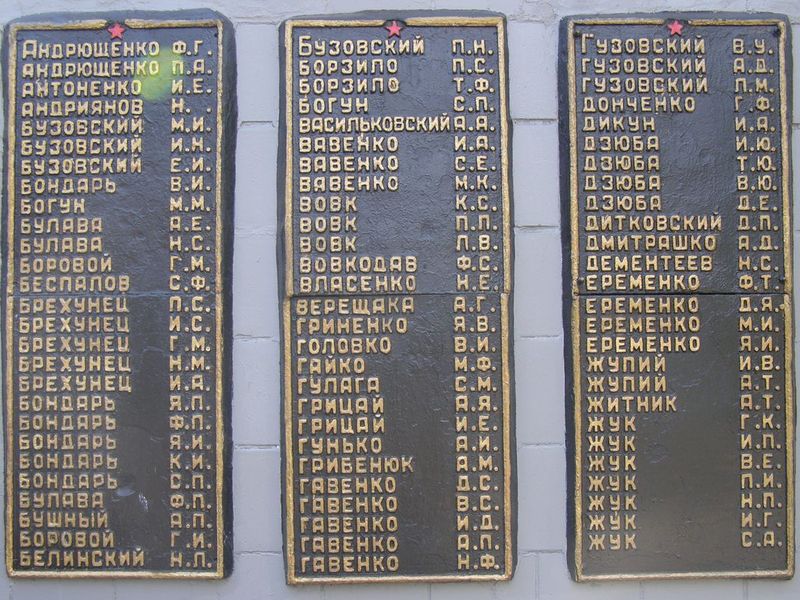 Андрющенко Ф.Г.
Андрющенко П.А.
Антоненко И.Е.
Андриянов Н.
Бузовский М.И.
Бузовский И.Н.
Бузовский Е.И.
Бондарь В.И.
Богун М.М.
Булава А.Е.
Булава Н.С.
Боровой Г.М.
Беспалов С.Ф.
Брехунец П.С.
Брехунец И.С.
Брехунец Г.М.
Брехунец Н.М.
Брехунец И.А.
Бондарь Я.П.
Бондарь Ф.П.
Бондарь Я.И.
Бондарь К.И.
Бондарь С.П.
Булава Ф.П.
Бушный А.П.
Боровой Г.И.
Белинский Н.П.
Бузовский П.Н.
Борзило П.С.
Борзило Т.Ф.
Богун С.П.
Васильковский А.Я.
Вавенко И.А.
Вавенко С.Е.
Вавенко М.К.
Вовк К.С.
Вовк П.П.
Вовк Л.В.
Вовкодав Ф.С.
Власенко Н.Е.
Верещака А.Г.
Гриненко Я.В.
Головко В.И.
Гайко М.Ф.
Гулага С.М.
Грицай А.Я.
Грицай И.Е.
Гунько А.И.
Грибенюк А.М.
Гавенко Д.С.
Гавенко В.С.
Гавенко И.Д.
Гавенко А.П.
Гавенко Н.Ф.
Гузовский В.У.
Гузовский А.Д.
Гузовский П.М.
Донченко Г.Ф.
Дикун И.А.
Дзюба И.Ю.
Дзюба Т.Ю.
Дзюба В.Ю.
Дзюба Д.Е.
Дитковский Д.П.
Дмитрашко А.Д.
Дементеев Н.С.
Еременко Ф.Т.
Еременко Д.Я.
Еременко М.И.
Еременко Я.И.
Жупий И.В.
Жупий А.Т.
Житник А.Т.
Жук Г.К.
Жук И.П.
Жук В.Е.
Жук П.И.
Жук Н.П.
Жук И.Г.
Жук С.А.